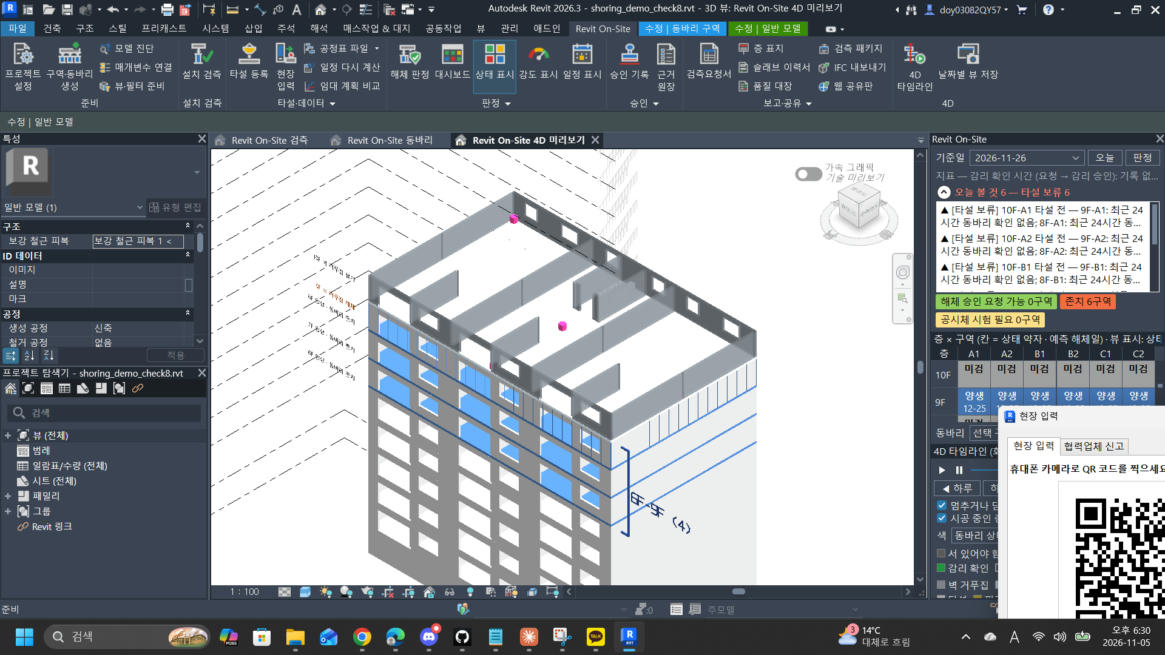 Autodesk Revit 2026.3 - shoring_demo_check8.rvt - 3D 뷰: Revit On-Site 4D 미리보기
doy03082QY57
파일 건축 구조 스틸 프리캐스트 시스템 삽입 주석 해석 매스작업 & 대지 공동작업 뷰 관리 애드인 Revit On-Site 수정 | 동바리 구역 수정 | 일반 모델
프로젝트 설정
구역·동바리 생성
모델 진단
매개변수 연결
뷰·필터 준비
준비
설치 검측
설치 검측
타설 등록
현장 입력
공정표 파일
일정 다시 계산
임대 계획 비교
타설·데이터
해체 판정
대시보드
상태 표시
강도 표시
일정 표시
판정
승인 기록
근거 원장
승인
검측요청서
층 표지
슬래브 이력서
품질 대장
검측 패키지
IFC 내보내기
웹 공유판
보고·공유
4D 타임라인
날짜별 뷰 저장
4D
수정 | 일반 모델
특성
R
일반 모델 (1)
유형 편집
구조
보강 철근 피복 보강 철근 피복 1 <
ID 데이터
이미지
설명
마크
공정
생성 공정 신축
철거 공정 없음
적용
프로젝트 탐색기 - shoring_demo_check8.rvt
검색
뷰 (전체)
범례
일람표/수량 (전체)
시트 (전체)
패밀리
그룹
Revit 링크
준비
Revit On-Site 검측
Revit On-Site 동바리
Revit On-Site 4D 미리보기
가속 그래픽
기술 미리보기
8F-9F (4)
1 : 100
:0
주모델
Revit On-Site
기준일 2026-11-26 오늘 판정
지표 — 감리 확인 시간 (요청 → 감리 승인): 기록 없...
오늘 볼 것 6 — 타설 보류 6
▲ [타설 보류] 10F-A1 타설 전 — 9F-A1: 최근 24
시간 동바리 확인 없음; 8F-A1: 최근 24시간 동...
▲ [타설 보류] 10F-A2 타설 전 — 9F-A2: 최근 24
시간 동바리 확인 없음; 8F-A2: 최근 24시간 동...
▲ [타설 보류] 10F-B1 타설 전 — 9F-B1: 최근 24
시간 동바리 확인 없음; 8F-B1: 최근 24시간 동...
해체 승인 요청 가능 0구역 존치 6구역
공시체 시험 필요 0구역
층 × 구역 (칸 = 상태 약자 · 예측 해체일) · 뷰 표시: 상태
층 A1 A2 B1 B2 C1 C2
10F 미검 미검 미검 미검 미검 미검
9F 양생 양생 양생 양생 양생 양생
12-25
동바리 선택
4D 타임라인
◀ 하루
멈추거나
시공 중인
색 동바리 상
서 있어야
감리 확인
벽 거푸집
현장 입력
현장 입력 협력업체 신고
휴대폰 카메라로 QR 코드를 찍으세요
검색
3
14°C
대체로 흐림
A
오후 6:30
2026-11-05